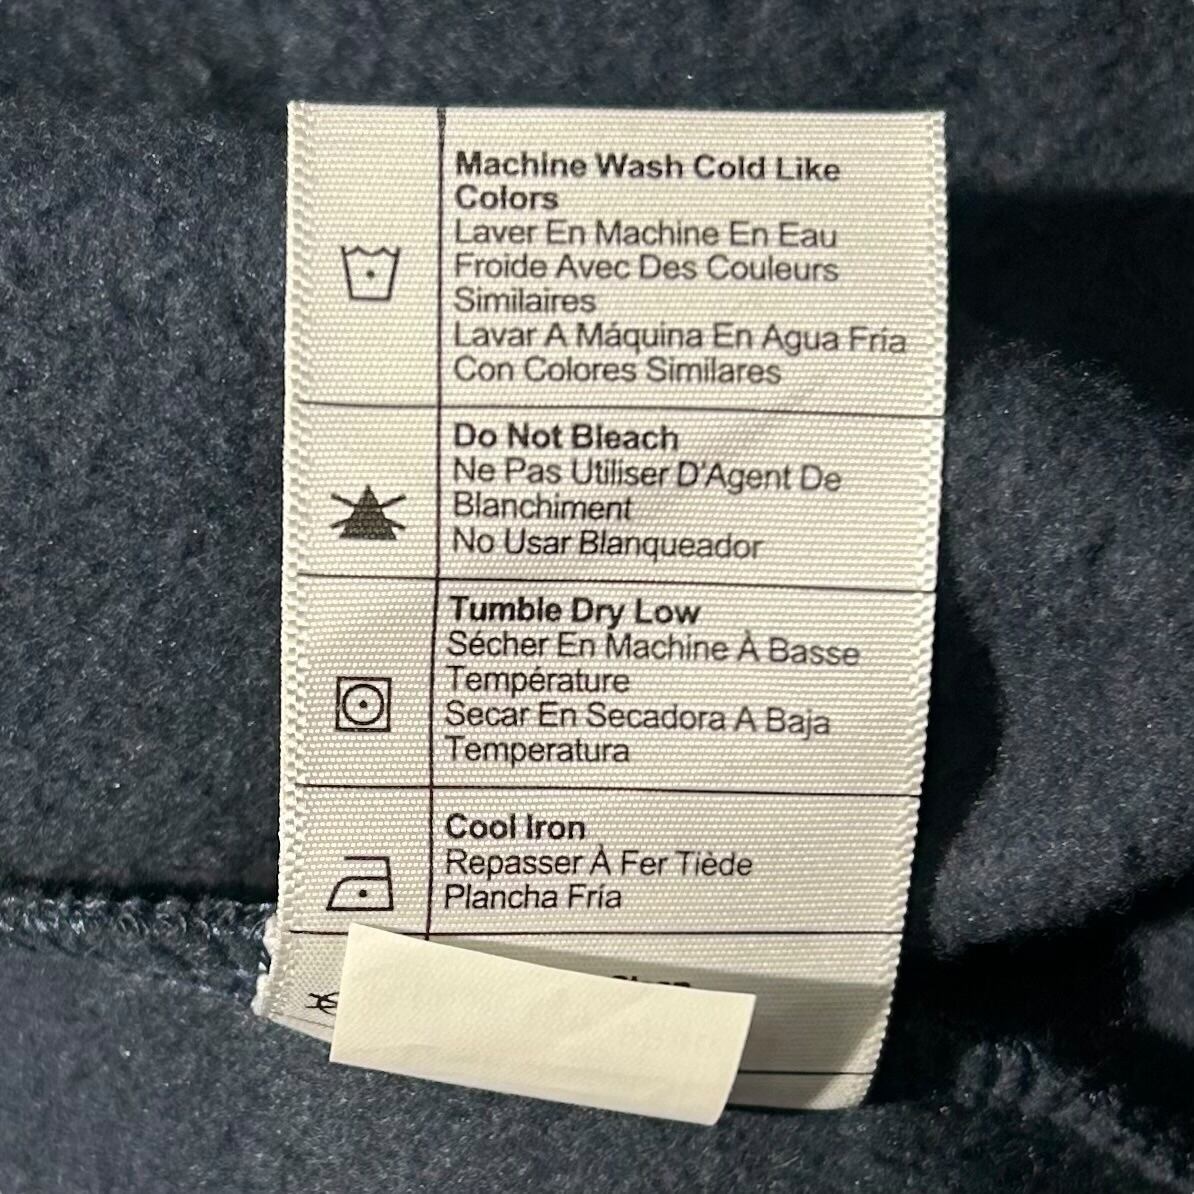 Machine Wash Cold Like
Colors
Laver En Machine En Eau
Froide Avec Des Couleurs
Similaires
Lavar A Máquina En Agua Fría
Con Colores Similares
Do Not Bleach
Ne Pas Utiliser D'Agent De
Blanchiment
No Usar Blanqueador
Tumble Dry Low
Sécher En Machine À Basse
Température
Secar En Secadora A Baja
Temperatura
Cool Iron
Repasser À Fer Tiède
Plancha Fría